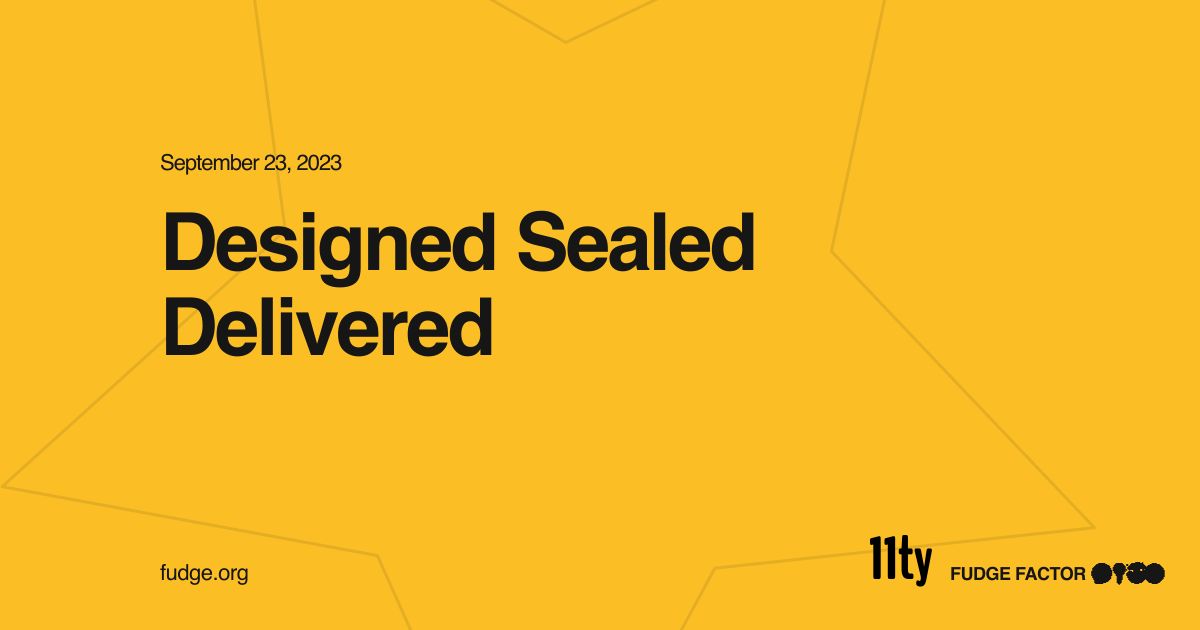 September 23, 2023
Designed Sealed
Delivered
fudge.org
11ty
FUDGE FACTOR